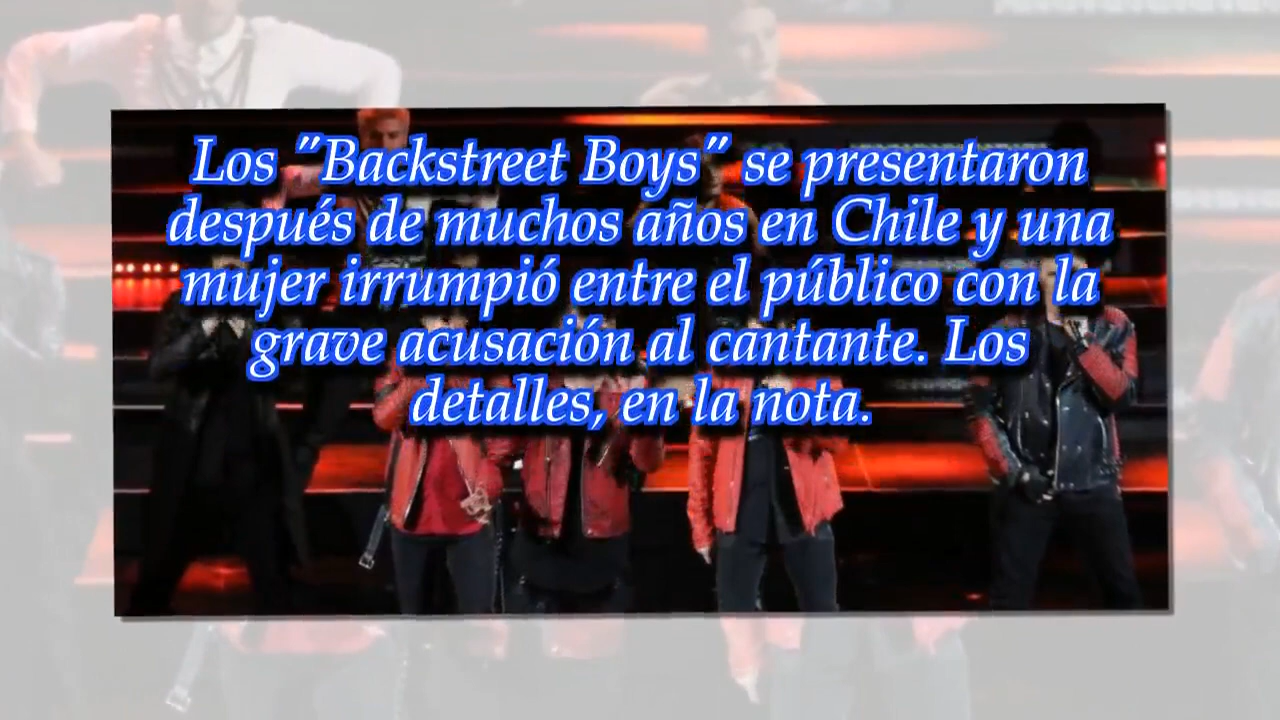 Los "Backstreet Boys" se presentaron
después de muchos años en Chile y una
mujer irrumpió entre el público con la
grave acusación al cantante. Los
detalles, en la nota.